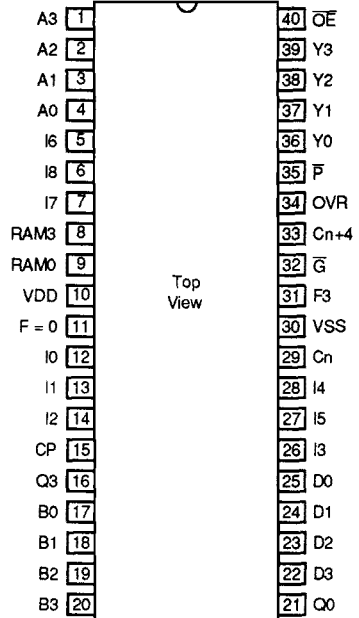 A3 1 40 O̅E̅
A2 2 39 Y3
A1 3 38 Y2
A0 4 37 Y1
I6 5 36 Y0
I8 6 35 P̅
I7 7 34 OVR
RAM3 8 33 Cn+4
RAM0 9 32 G̅
Top
View
VDD 10 31 F3
F = 0 11 30 VSS
I0 12 29 Cn
I1 13 28 I4
I2 14 27 I5
CP 15 26 I3
Q3 16 25 D0
B0 17 24 D1
B1 18 23 D2
B2 19 22 D3
B3 20 21 Q0